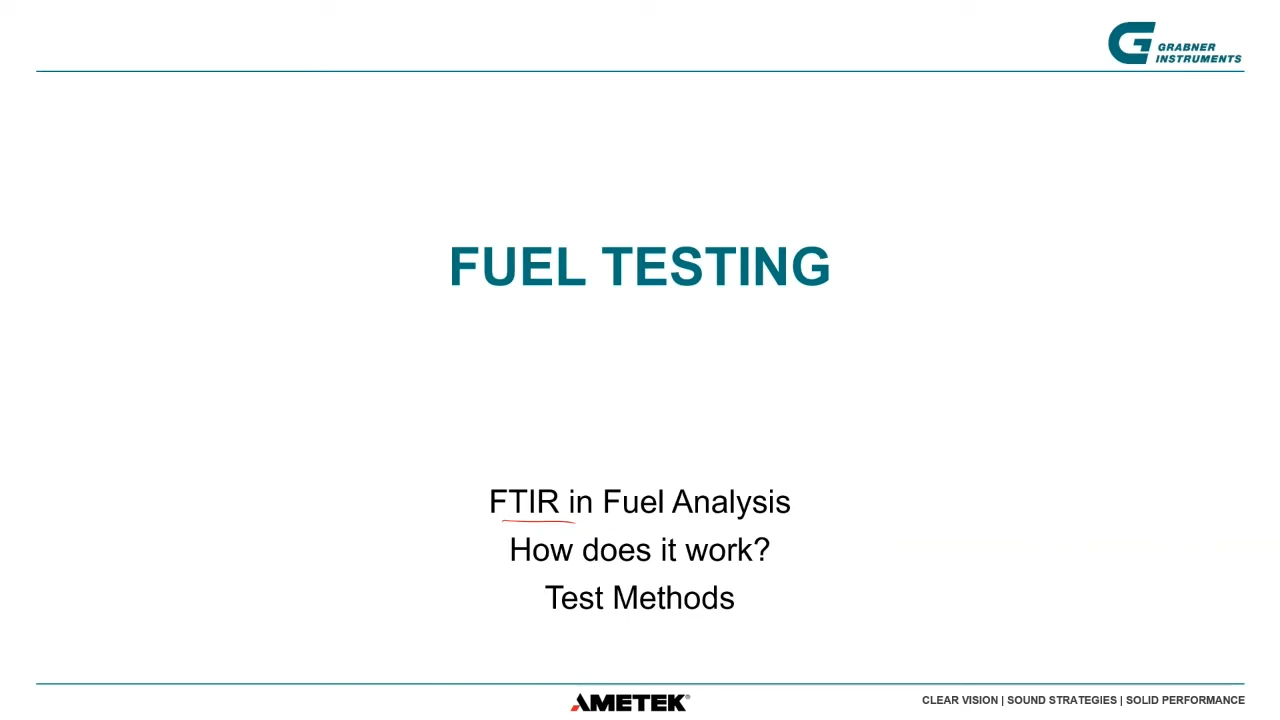 GRABNER
INSTRUMENTS
FUEL TESTING
FTIR in Fuel Analysis
How does it work?
Test Methods
AMETEK®
CLEAR VISION | SOUND STRATEGIES | SOLID PERFORMANCE